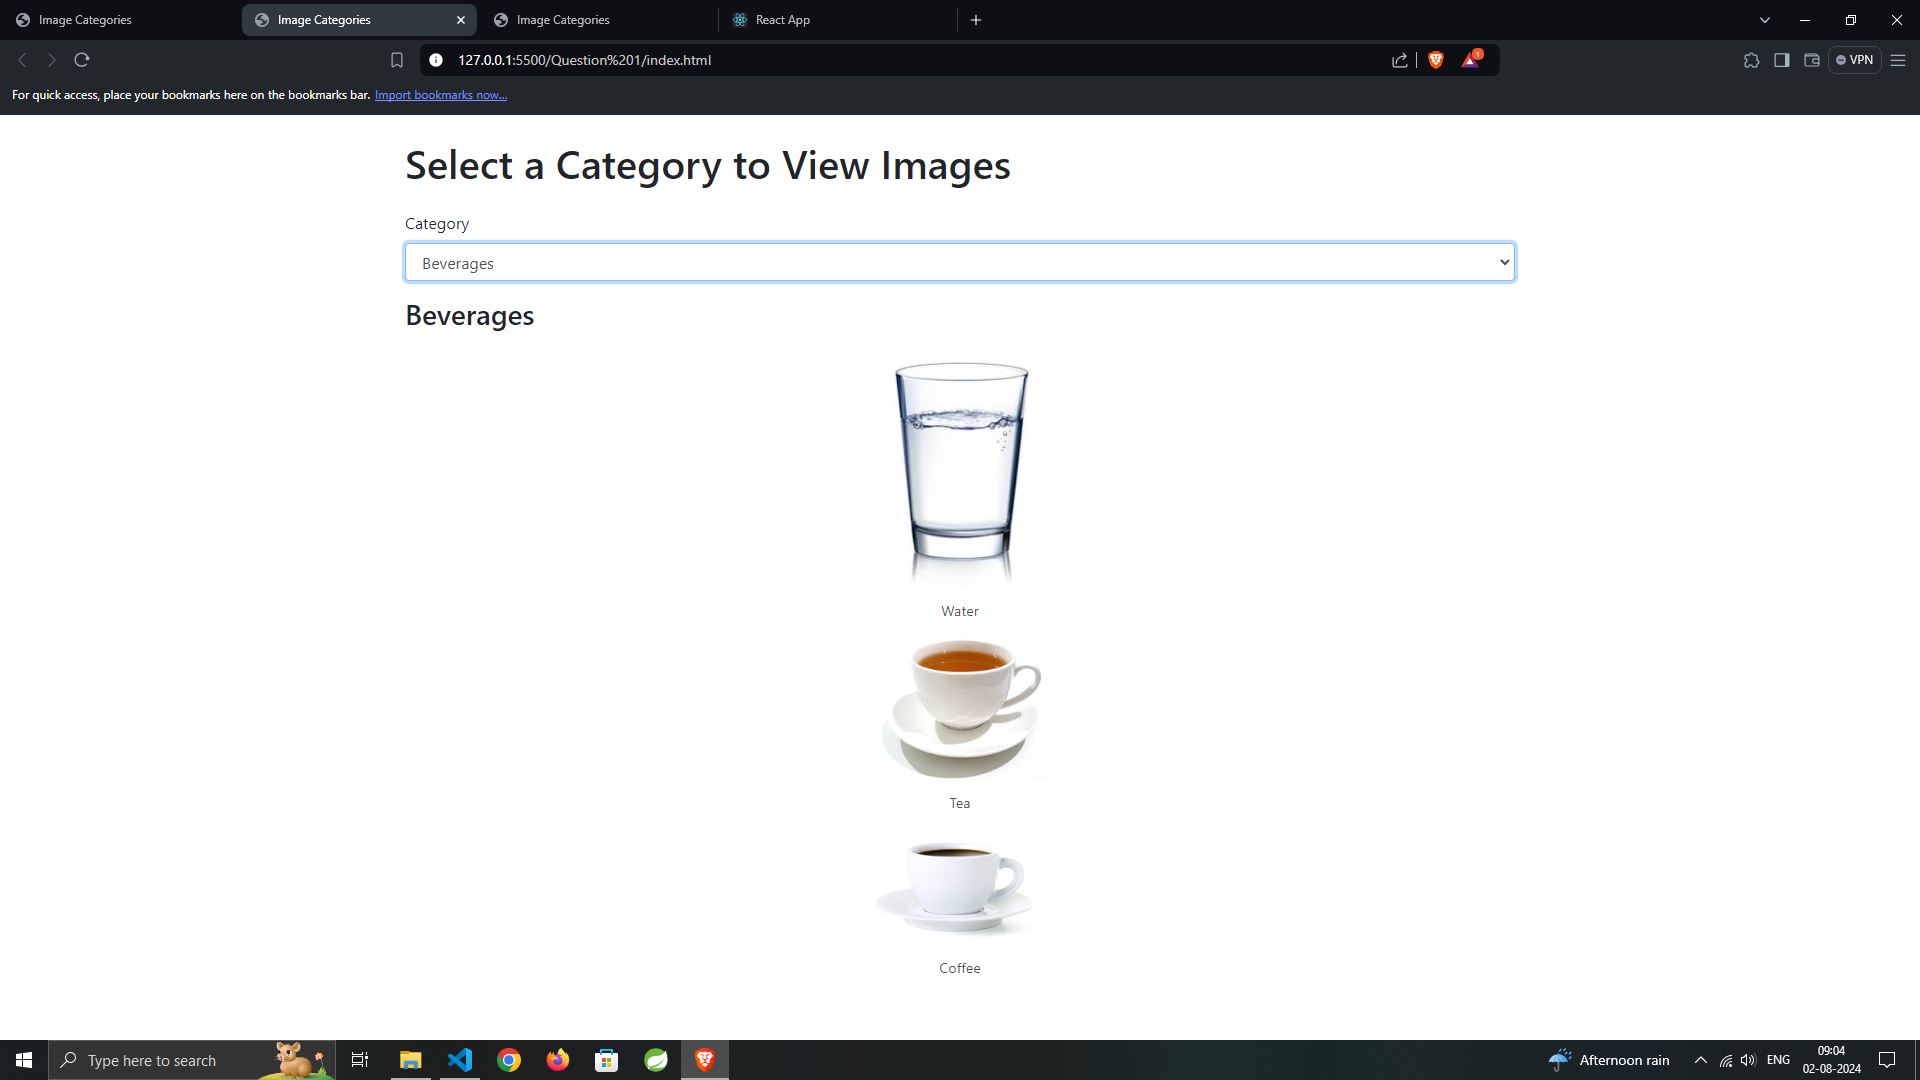 Image Categories
Image Categories
Image Categories
React App
127.0.0.1:5500/Question%201/index.html
1
VPN
For quick access, place your bookmarks here on the bookmarks bar. Import bookmarks now...
Select a Category to View Images
Category
Beverages
Beverages
Water
Tea
Coffee
Type here to search
Afternoon rain
ENG
09:04
02-08-2024